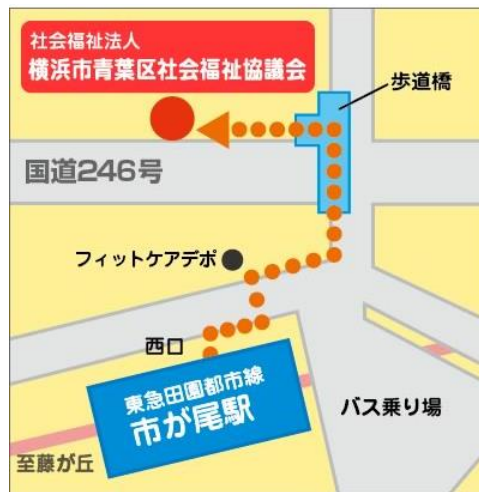 社会福祉法人
横浜市青葉区社会福祉協議会
歩道橋
国道246号
フィットケアデポ
西口
東急田園都市線
市が尾駅
バス乗り場
至藤が丘